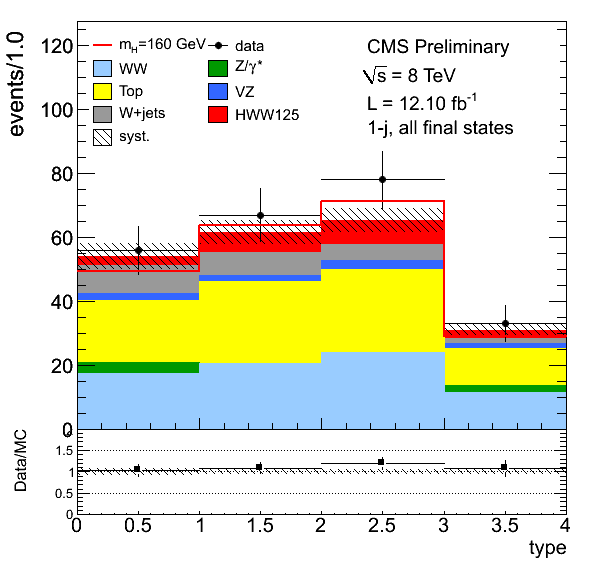 events/1.0
120
100
80
60
40
20
0
m_H=160 GeV
data
WW
Z/γ*
Top
VZ
W+jets
HWW125
syst.
CMS Preliminary
√s = 8 TeV
L = 12.10 fb⁻¹
1-j, all final states
Data/MC
2
1.5
1
0.5
0
0 0.5 1 1.5 2 2.5 3 3.5 4
type